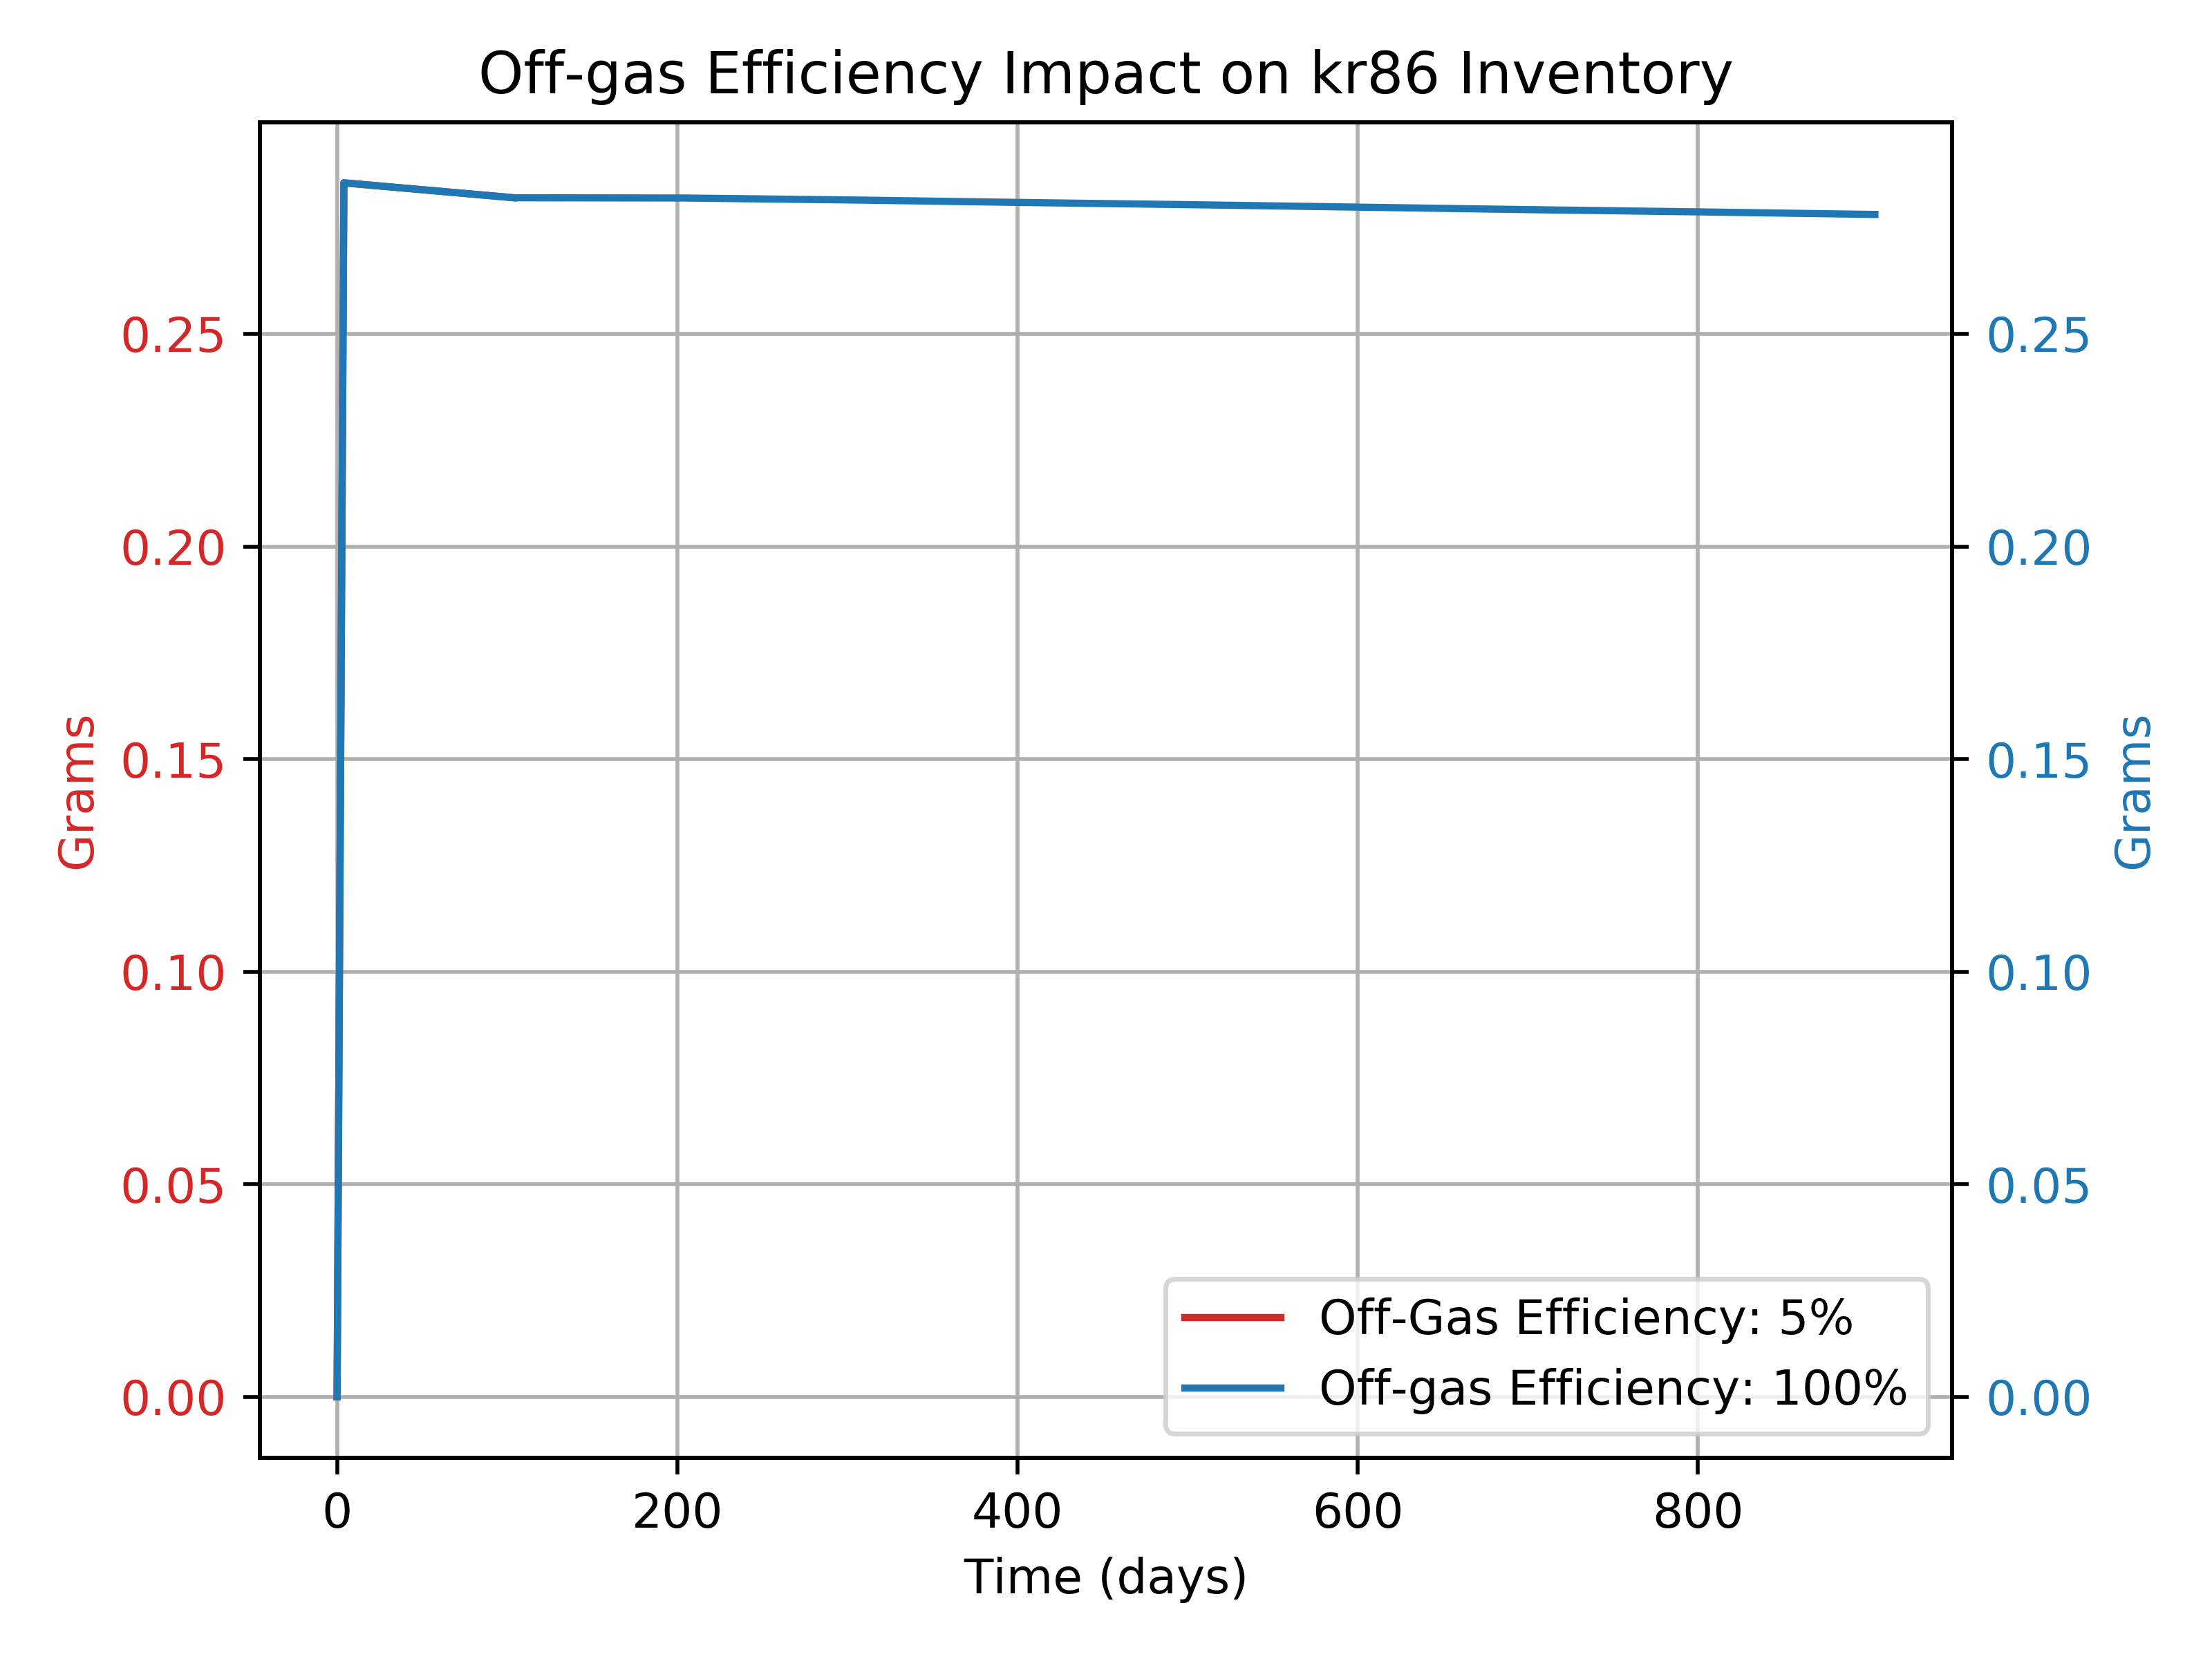 Off-gas Efficiency Impact on kr86 Inventory
0.25
0.20
0.15
0.10
0.05
0.00
Grams
0.25
0.20
0.15
0.10
0.05
0.00
Grams
Off-Gas Efficiency: 5%
Off-gas Efficiency: 100%
0 200 400 600 800
Time (days)